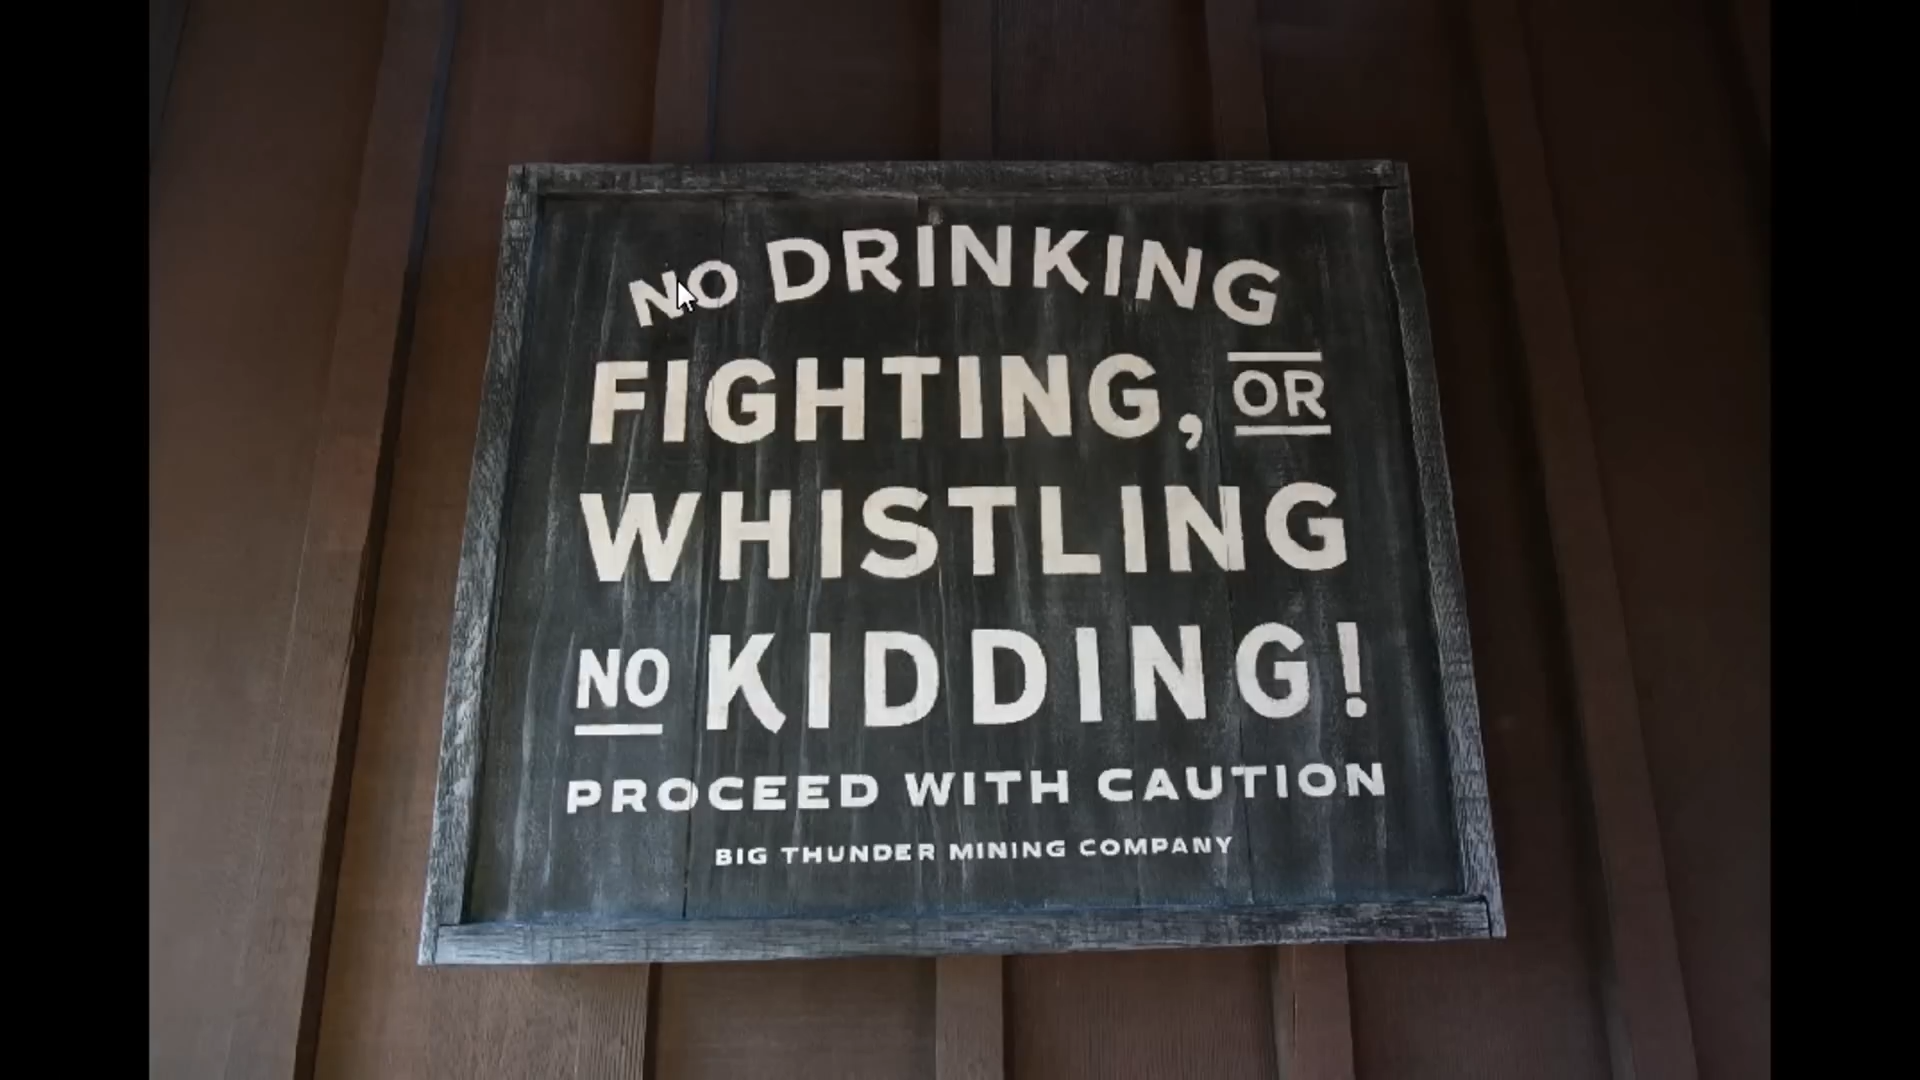 NO DRINKING
FIGHTING, OR
WHISTLING
NO KIDDING!
PROCEED WITH CAUTION
BIG THUNDER MINING COMPANY